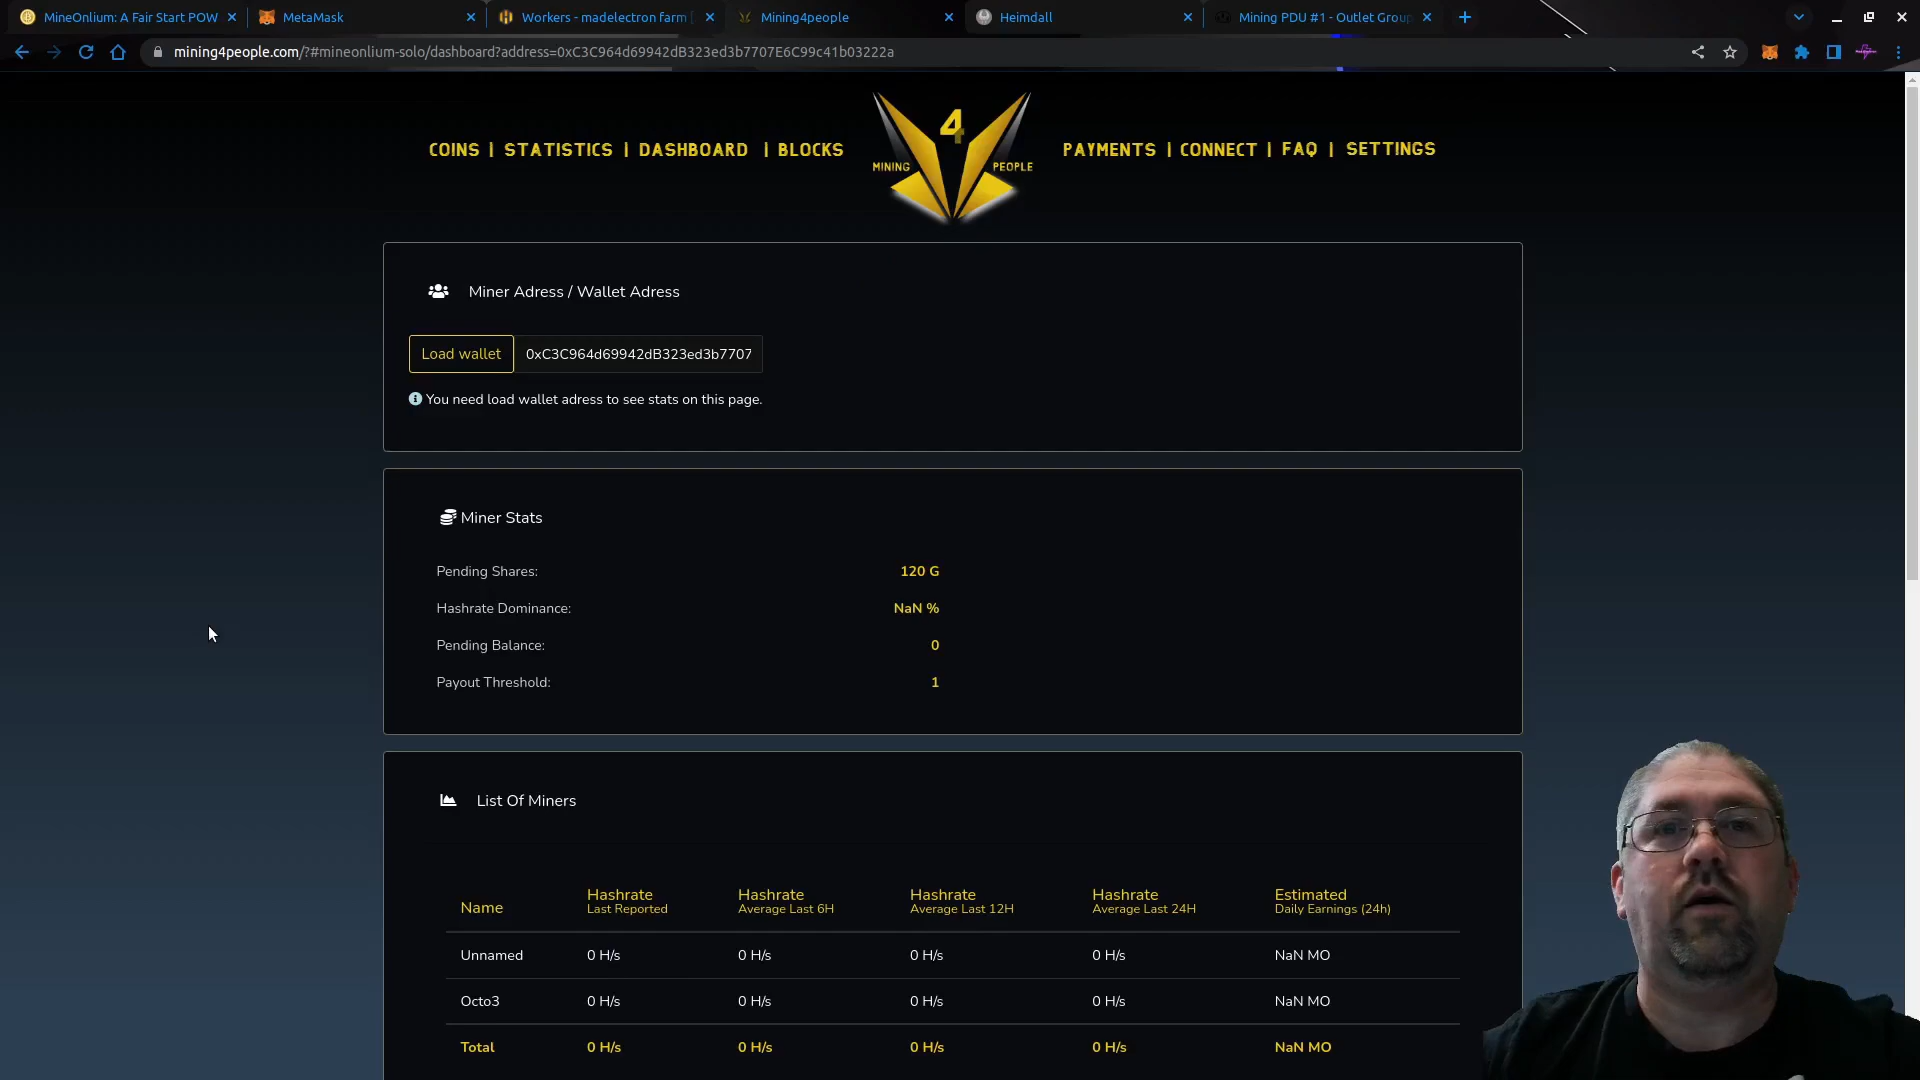 MineOnlium: A Fair Start POW
MetaMask
Workers - madelectron farm
Mining4people
Heimdall
Mining PDU #1 - Outlet Group
mining4people.com/?#mineonlium-solo/dashboard?address=0xC3C964d69942dB323ed3b7707E6C99c41b03222a
COINS | STATISTICS | DASHBOARD | BLOCKS
4
MINING PEOPLE
PAYMENTS | CONNECT | FAQ | SETTINGS
Miner Adress / Wallet Adress
Load wallet 0xC3C964d69942dB323ed3b7707
You need load wallet adress to see stats on this page.
Miner Stats
Pending Shares: 120 G
Hashrate Dominance: NaN %
Pending Balance: 0
Payout Threshold: 1
List Of Miners
Name Hashrate Last Reported Hashrate Average Last 6H Hashrate Average Last 12H Hashrate Average Last 24H Estimated Daily Earnings (24h)
Unnamed 0 H/s 0 H/s 0 H/s 0 H/s NaN MO
Octo3 0 H/s 0 H/s 0 H/s 0 H/s NaN MO
Total 0 H/s 0 H/s 0 H/s 0 H/s NaN MO